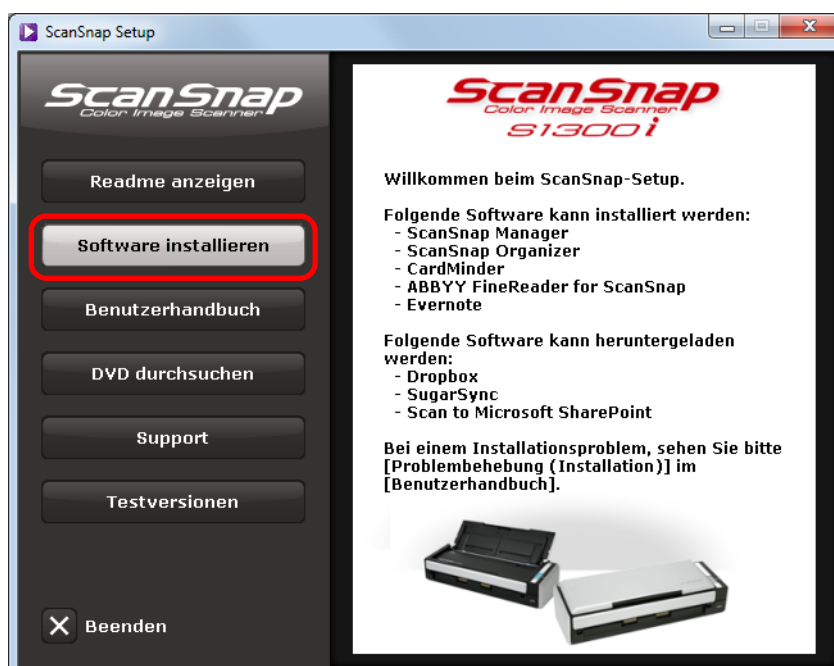 ScanSnap Setup
ScanSnap
Color Image Scanner
Readme anzeigen
Software installieren
Benutzerhandbuch
DVD durchsuchen
Support
Testversionen
Beenden
ScanSnap
Color Image Scanner
S1300i
Willkommen beim ScanSnap-Setup.
Folgende Software kann installiert werden:
- ScanSnap Manager
- ScanSnap Organizer
- CardMinder
- ABBYY FineReader for ScanSnap
- Evernote
Folgende Software kann heruntergeladen
werden:
- Dropbox
- SugarSync
- Scan to Microsoft SharePoint
Bei einem Installationsproblem, sehen Sie bitte
[Problembehebung (Installation)] im
[Benutzerhandbuch].